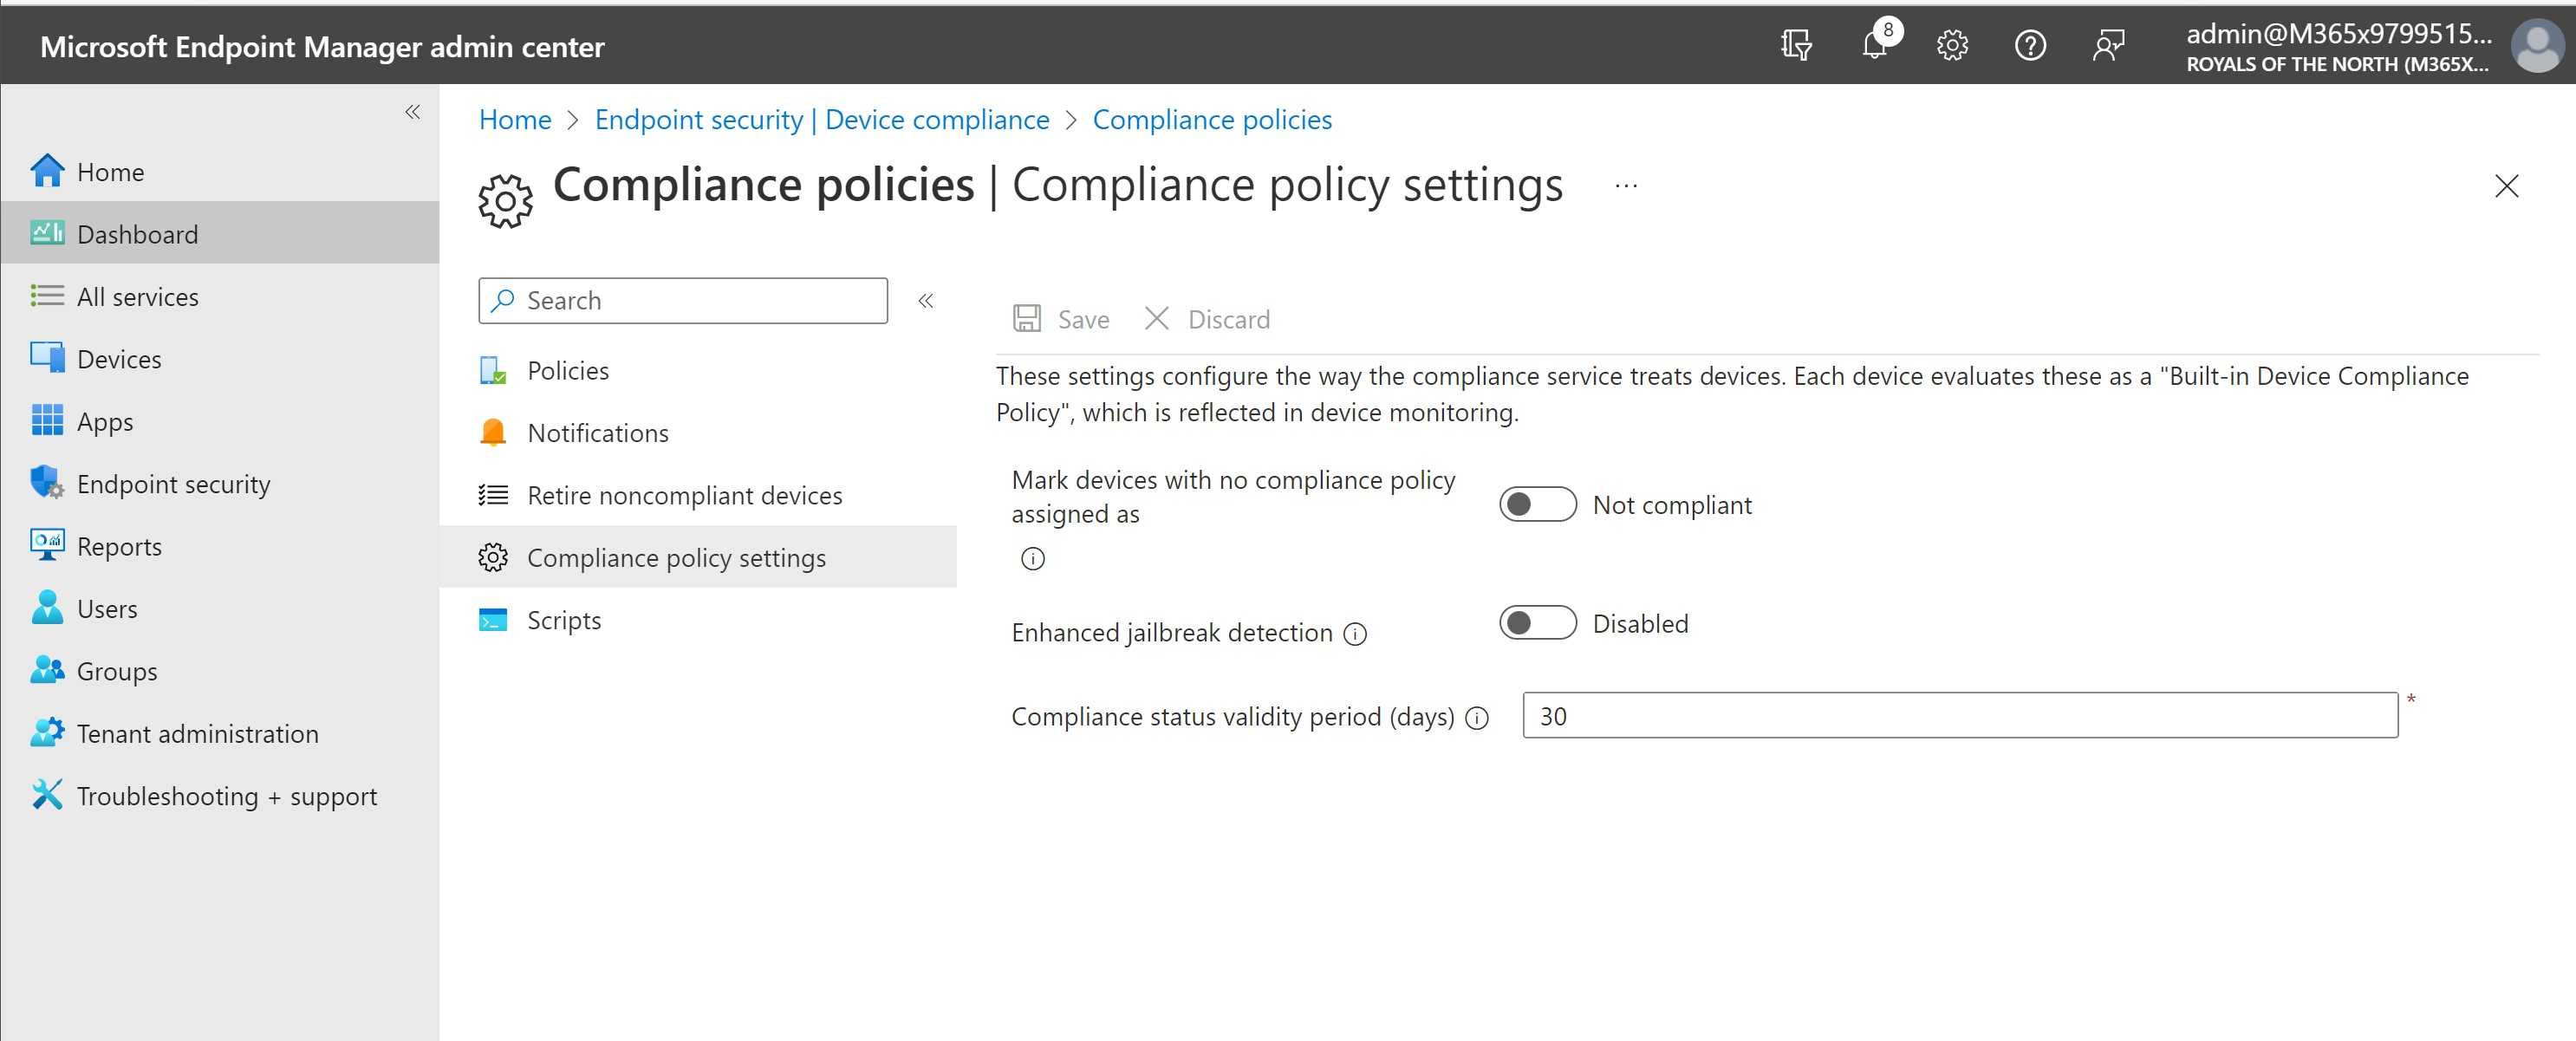 Microsoft Endpoint Manager admin center
8
admin@M365x9799515...
ROYALS OF THE NORTH (M365X...
Home
Dashboard
All services
Devices
Apps
Endpoint security
Reports
Users
Groups
Tenant administration
Troubleshooting + support
Home > Endpoint security | Device compliance > Compliance policies
Compliance policies | Compliance policy settings ...
Search
Policies
Notifications
Retire noncompliant devices
Compliance policy settings
Scripts
Save Discard
These settings configure the way the compliance service treats devices. Each device evaluates these as a "Built-in Device Compliance
Policy", which is reflected in device monitoring.
Mark devices with no compliance policy
assigned as
Not compliant
Enhanced jailbreak detection
Disabled
Compliance status validity period (days)
30
*